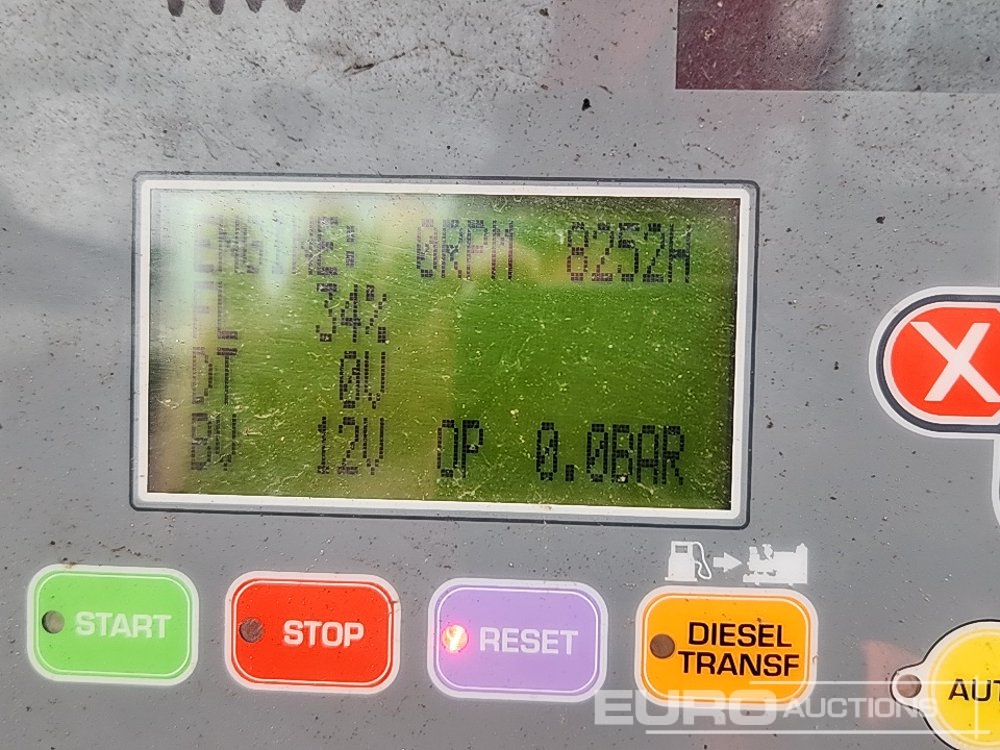 ENGINE: 0RPM 8252H
FL 34%
DT 0V
BV 12V OP 0.0BAR
START
STOP
RESET
DIESEL
TRANSF
AUT
X
EURO AUCTIONS